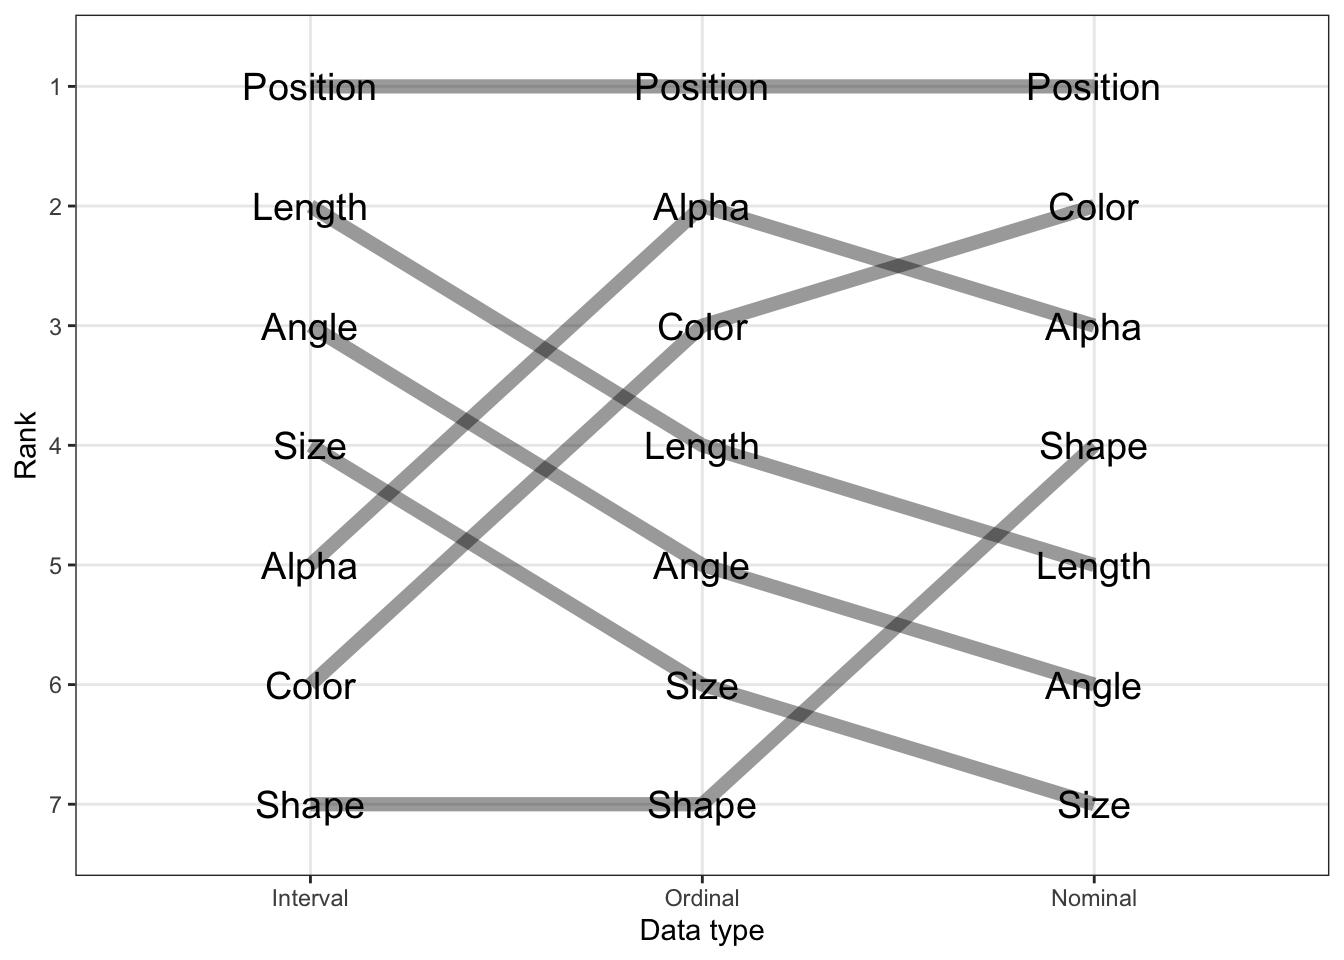 1 Position Position Position
2 Length Alpha Color
3 Angle Color Alpha
Rank
4 Size Length Shape
5 Alpha Angle Length
6 Color Size Angle
7 Shape Shape Size
Interval Ordinal Nominal
Data type